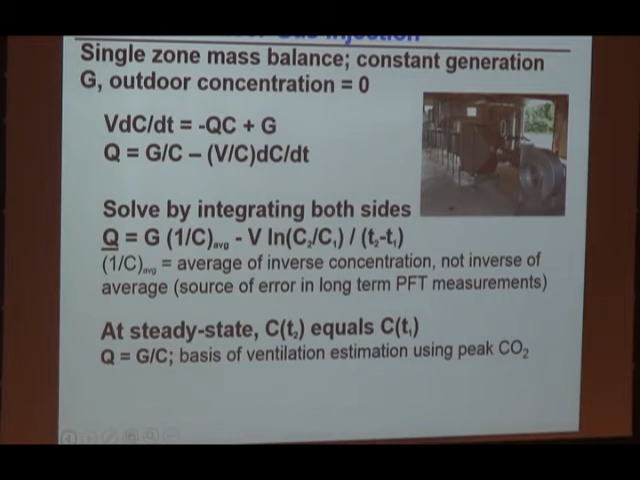 Gas Injection
Single zone mass balance; constant generation
G, outdoor concentration = 0
VdC/dt = -QC + G
Q = G/C – (V/C)dC/dt
Solve by integrating both sides
Q = G (1/C)avg - V ln(C₂/C₁) / (t₂-t₁)
(1/C)avg = average of inverse concentration, not inverse of
average (source of error in long term PFT measurements)
At steady-state, C(t₂) equals C(t₁)
Q = G/C; basis of ventilation estimation using peak CO₂